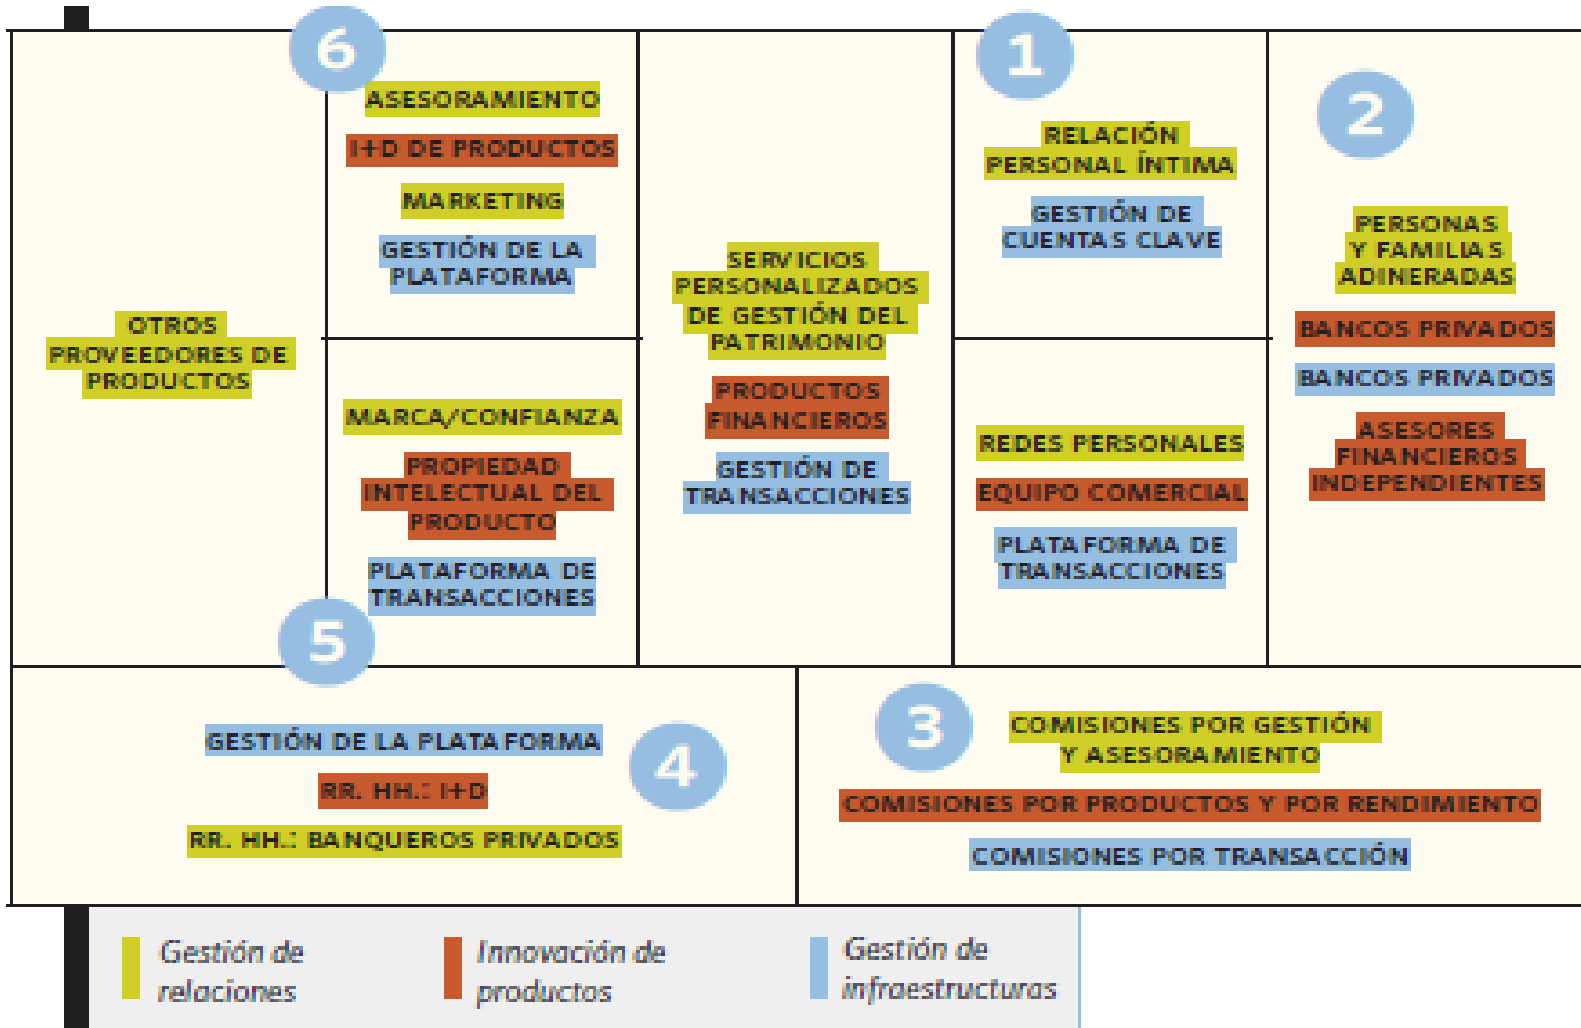 6
ASESORAMIENTO
I+D DE PRODUCTOS
MARKETING
GESTIÓN DE LA
PLATAFORMA
OTROS
PROVEEDORES DE
PRODUCTOS
MARCA/CONFIANZA
PROPIEDAD
INTELECTUAL DEL
PRODUCTO
PLATAFORMA DE
TRANSACCIONES
5
SERVICIOS
PERSONALIZADOS
DE GESTIÓN DEL
PATRIMONIO
PRODUCTOS
FINANCIEROS
GESTIÓN DE
TRANSACCIONES
1
RELACIÓN
PERSONAL ÍNTIMA
GESTIÓN DE
CUENTAS CLAVE
REDES PERSONALES
EQUIPO COMERCIAL
PLATAFORMA DE
TRANSACCIONES
2
PERSONAS
Y FAMILIAS
ADINERADAS
BANCOS PRIVADOS
BANCOS PRIVADOS
ASESORES
FINANCIEROS
INDEPENDIENTES
GESTIÓN DE LA PLATAFORMA
RR. HH.: I+D
RR. HH.: BANQUEROS PRIVADOS
4
3
COMISIONES POR GESTIÓN
Y ASESORAMIENTO
COMISIONES POR PRODUCTOS Y POR RENDIMIENTO
COMISIONES POR TRANSACCIÓN
Gestión de
relaciones
Innovación de
productos
Gestión de
infraestructuras